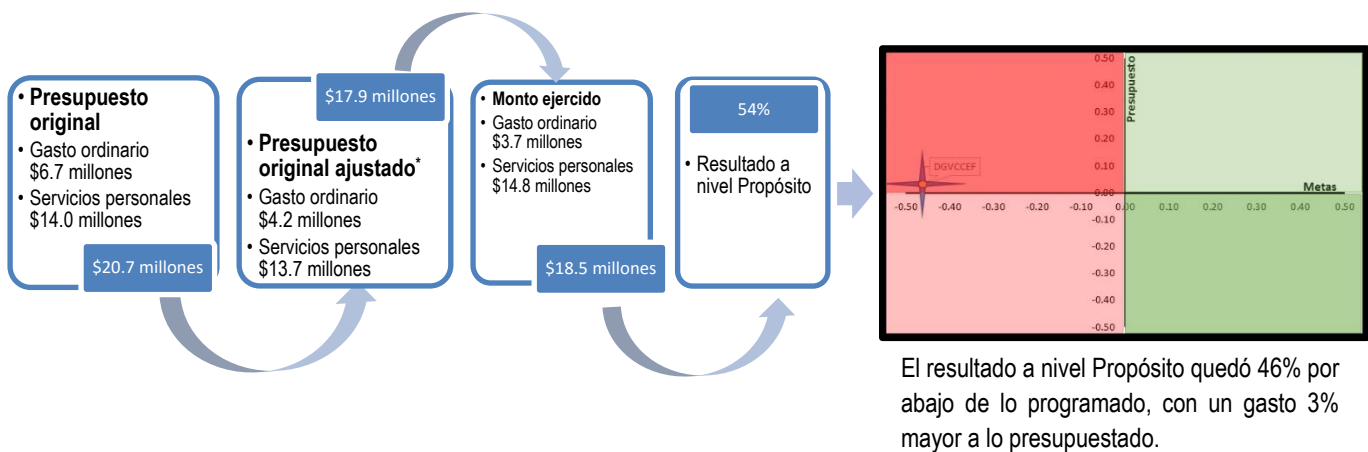 • Presupuesto
original
• Gasto ordinario
$6.7 millones
• Servicios personales
$14.0 millones
$20.7 millones
$17.9 millones
• Presupuesto
original ajustado*
• Gasto ordinario
$4.2 millones
• Servicios personales
$13.7 millones
• Monto ejercido
• Gasto ordinario
$3.7 millones
• Servicios personales
$14.8 millones
$18.5 millones
54%
• Resultado a
nivel Propósito
Presupuesto
0.50
0.40
0.30
0.20
0.10
0.00
-0.10
-0.20
-0.30
-0.40
-0.50
DGVCCEF
Metas
-0.50 -0.40 -0.30 -0.20 -0.10 0.00 0.10 0.20 0.30 0.40 0.50
El resultado a nivel Propósito quedó 46% por
abajo de lo programado, con un gasto 3%
mayor a lo presupuestado.